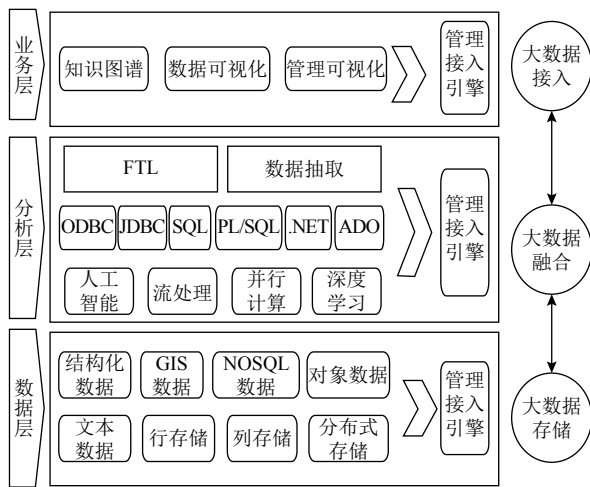 业务层
知识图谱
数据可视化
管理可视化
管理
接入
引擎
大数据
接入
分析层
FTL
数据抽取
ODBC
JDBC
SQL
PL/SQL
.NET
ADO
人工
智能
流处理
并行
计算
深度
学习
管理
接入
引擎
大数据
融合
数据层
结构化
数据
GIS
数据
NOSQL
数据
对象数据
文本
数据
行存储
列存储
分布式
存储
管理
接入
引擎
大数据
存储